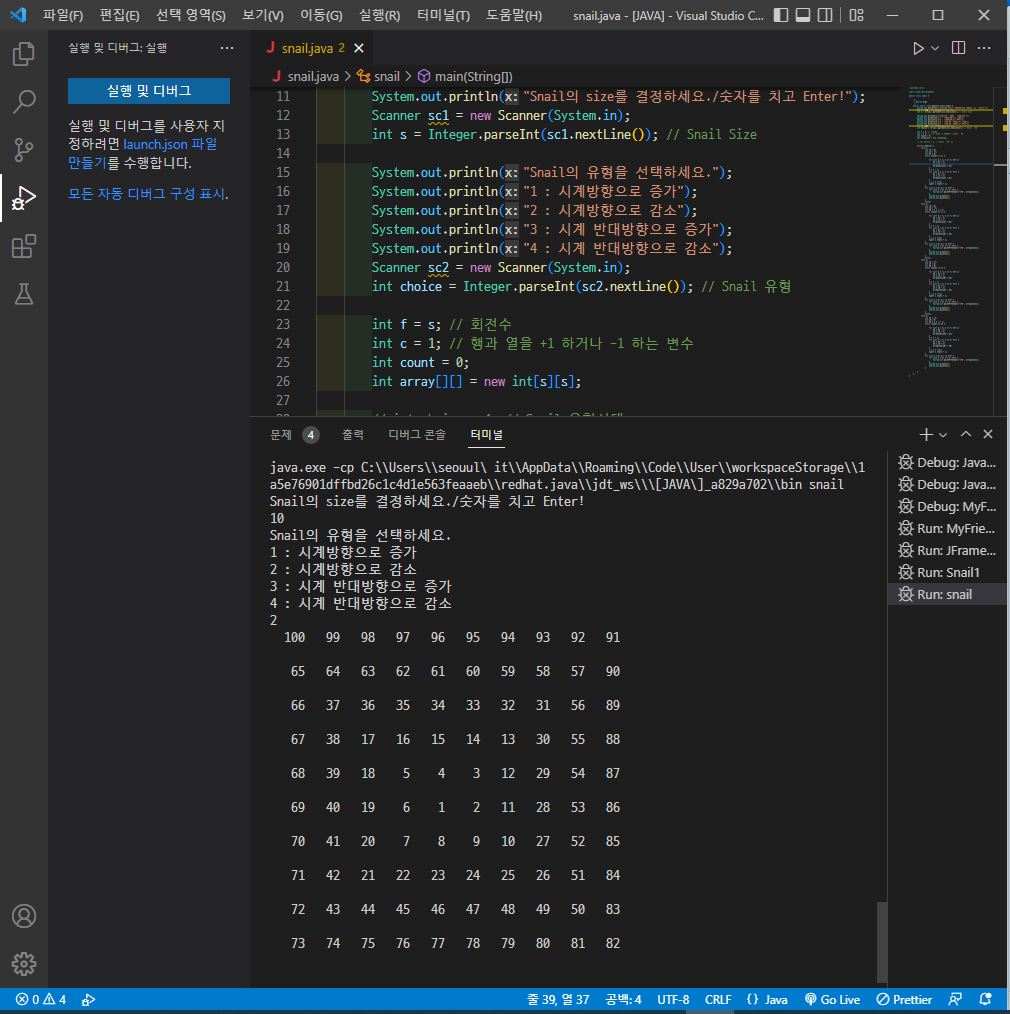 파일(F) 편집(E) 선택 영역(S) 보기(V) 이동(G) 실행(R) 터미널(T) 도움말(H) snail.java - [JAVA] - Visual Studio C...
실행 및 디버그: 실행 ...
실행 및 디버그
실행 및 디버그를 사용자 지
정하려면 launch.json 파일
만들기를 수행합니다.
모든 자동 디버그 구성 표시.
J snail.java 2
J snail.java > snail > main(String[])
11 System.out.println(x: "Snail의 size를 결정하세요./숫자를 치고 Enter!");
12 Scanner sc1 = new Scanner(System.in);
13 int s = Integer.parseInt(sc1.nextLine()); // Snail Size
14
15 System.out.println(x: "Snail의 유형을 선택하세요.");
16 System.out.println(x: "1 : 시계방향으로 증가");
17 System.out.println(x: "2 : 시계방향으로 감소");
18 System.out.println(x: "3 : 시계 반대방향으로 증가");
19 System.out.println(x: "4 : 시계 반대방향으로 감소");
20 Scanner sc2 = new Scanner(System.in);
21 int choice = Integer.parseInt(sc2.nextLine()); // Snail 유형
22
23 int f = s; // 회전수
24 int c = 1; // 행과 열을 +1 하거나 -1 하는 변수
25 int count = 0;
26 int array[][] = new int[s][s];
27
문제 4 출력 디버그 콘솔 터미널
java.exe -cp C:\\Users\\seouul\ it\\AppData\\Roaming\\Code\\User\\workspaceStorage\\1
a5e76901dffbd26c1c4d1e563feaaeb\\redhat.java\\jdt_ws\\\[JAVA\]_a829a702\\bin snail
Snail의 size를 결정하세요./숫자를 치고 Enter!
10
Snail의 유형을 선택하세요.
1 : 시계방향으로 증가
2 : 시계방향으로 감소
3 : 시계 반대방향으로 증가
4 : 시계 반대방향으로 감소
2
100 99 98 97 96 95 94 93 92 91
65 64 63 62 61 60 59 58 57 90
66 37 36 35 34 33 32 31 56 89
67 38 17 16 15 14 13 30 55 88
68 39 18 5 4 3 12 29 54 87
69 40 19 6 1 2 11 28 53 86
70 41 20 7 8 9 10 27 52 85
71 42 21 22 23 24 25 26 51 84
72 43 44 45 46 47 48 49 50 83
73 74 75 76 77 78 79 80 81 82
Debug: Java...
Debug: Java...
Debug: MyF...
Run: MyFrie...
Run: JFrame...
Run: Snail1
Run: snail
0 4 줄 39, 열 37 공백: 4 UTF-8 CRLF {} Java Go Live Prettier